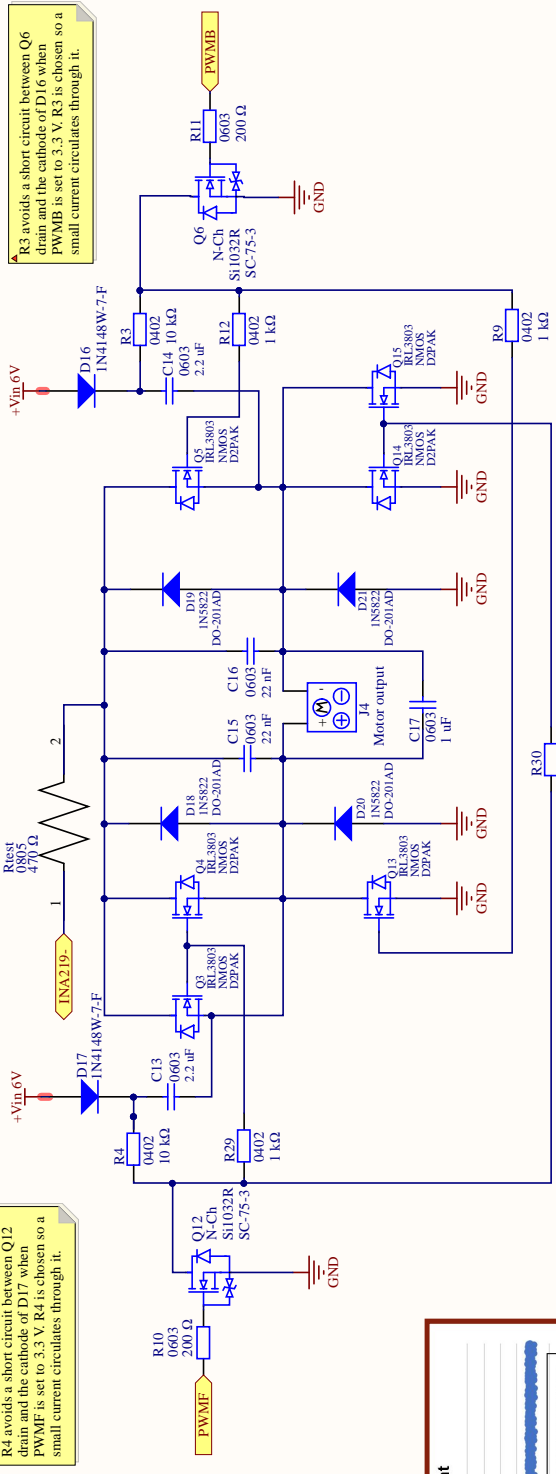 R4 avoids a short circuit between Q12
drain and the cathode of D17 when
PWMF is set to 3.3 V. R4 is chosen so a
small current circulates through it.
R3 avoids a short circuit between Q6
drain and the cathode of D16 when
PWMB is set to 3.3 V. R3 is chosen so a
small current circulates through it.
+Vin 6V
D17
1N4148W-7-F
INA219-
1
Rtest
0805
470 Ω
2
+Vin 6V
D16
1N4148W-7-F
R4
0402
10 kΩ
C13
0603
2.2 uF
R3
0402
10 kΩ
C14
0603
2.2 uF
PWMF
R10
0603
200 Ω
Q12
N-Ch
Si1032R
SC-75-3
GND
R29
0402
1 kΩ
Q3
IRL3803
NMOS
D2PAK
Q4
IRL3803
NMOS
D2PAK
D18
1N5822
DO-201AD
C15
0603
22 nF
C16
0603
22 nF
D19
1N5822
DO-201AD
Q5
IRL3803
NMOS
D2PAK
R12
0402
1 kΩ
Q6
N-Ch
Si1032R
SC-75-3
GND
R11
0603
200 Ω
PWMB
Q13
IRL3803
NMOS
D2PAK
GND
D20
1N5822
DO-201AD
GND
+ M -
J4
Motor output
C17
0603
1 uF
D21
1N5822
DO-201AD
GND
Q14
IRL3803
NMOS
D2PAK
GND
Q15
IRL3803
NMOS
D2PAK
GND
R9
0402
1 kΩ
R30